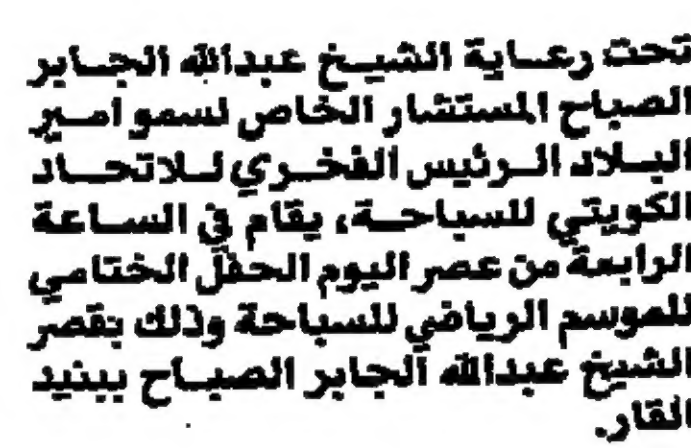 تحت رعاية الشيخ عبدالله الجابر
الصباح المستشار الخاص لسمو امير
البلاد الرئيس الفخري للاتحاد
الكويتي للسباحة، يقام في الساعة
الرابعة من عصر اليوم الحفل الختامي
للموسم الرياضي للسباحة وذلك بقصر
الشيخ عبدالله الجابر الصباح ببنيد
القار.